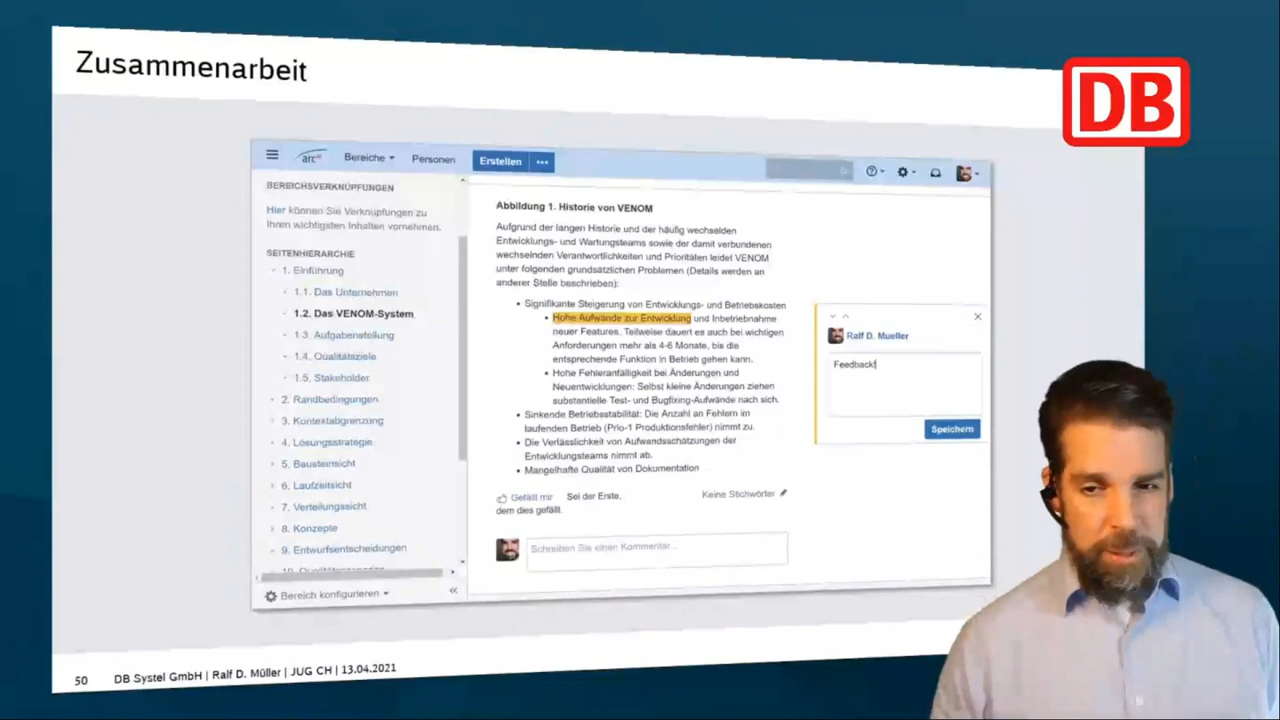 Zusammenarbeit
DB
arc
Bereiche
Personen
Erstellen
BEREICHSVERKNÜPFUNGEN
Hier können Sie Verknüpfungen zu
Ihren wichtigsten Inhalten vornehmen.
SEITENHIERARCHIE
1. Einführung
1.1. Das Unternehmen
1.2. Das VENOM-System
1.3. Aufgabenstellung
1.4. Qualitätsziele
1.5. Stakeholder
2. Randbedingungen
3. Kontextabgrenzung
4. Lösungsstrategie
5. Bausteinsicht
6. Laufzeitsicht
7. Verteilungssicht
8. Konzepte
9. Entwurfsentscheidungen
Bereich konfigurieren
Abbildung 1. Historie von VENOM
Aufgrund der langen Historie und der häufig wechselnden
Entwicklungs- und Wartungsteams sowie der damit verbundenen
wechselnden Verantwortlichkeiten und Prioritäten leidet VENOM
unter folgenden grundsätzlichen Problemen (Details werden an
anderer Stelle beschrieben):
• Signifikante Steigerung von Entwicklungs- und Betriebskosten
• Hohe Aufwände zur Entwicklung und Inbetriebnahme
neuer Features. Teilweise dauert es auch bei wichtigen
Anforderungen mehr als 4-6 Monate, bis die
entsprechende Funktion in Betrieb gehen kann.
• Hohe Fehleranfälligkeit bei Änderungen und
Neuentwicklungen: Selbst kleine Änderungen ziehen
substantielle Test- und Bugfixing-Aufwände nach sich.
• Sinkende Betriebsstabilität: Die Anzahl an Fehlern im
laufenden Betrieb (Prio-1 Produktionsfehler) nimmt zu.
• Die Verlässlichkeit von Aufwandsschätzungen der
Entwicklungsteams nimmt ab.
• Mangelhafte Qualität von Dokumentation
Gefällt mir Sei der Erste,
dem dies gefällt.
Keine Stichwörter
Schreiben Sie einen Kommentar...
Ralf D. Mueller
Feedback!
Speichern
50 DB Systel GmbH | Ralf D. Müller | JUG CH | 13.04.2021